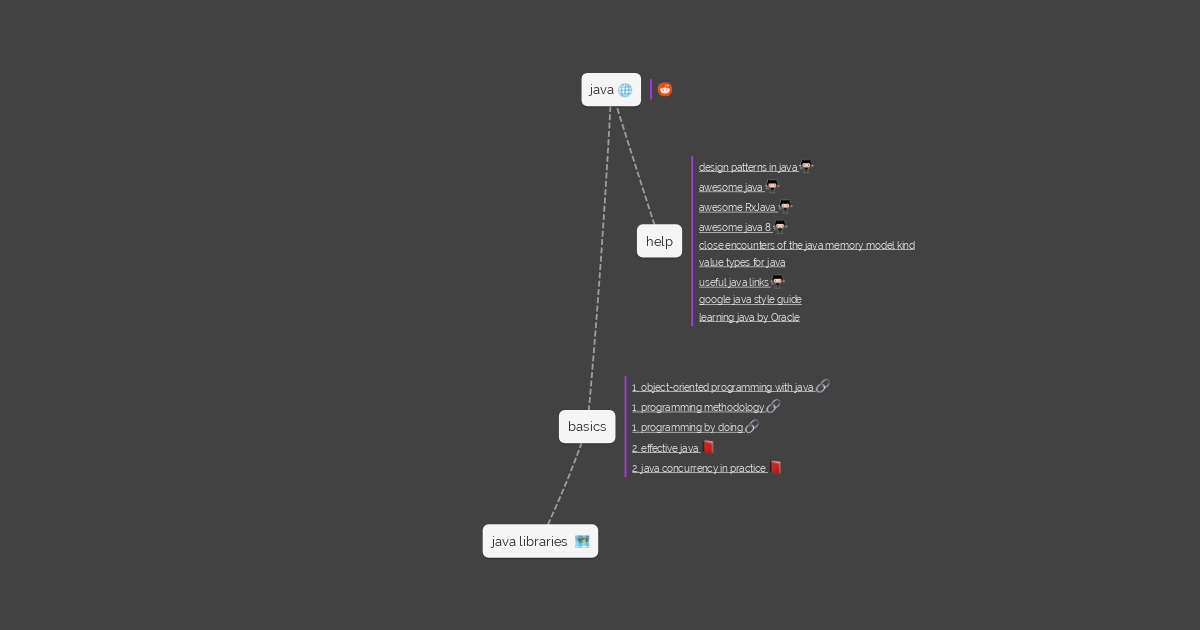 java
design patterns in java
awesome java
awesome RxJava
awesome java 8
close encounters of the java memory model kind
value types for java
useful java links
google java style guide
learning java by Oracle
help
1. object-oriented programming with java
1. programming methodology
1. programming by doing
2. effective java
2. java concurrency in practice
basics
java libraries